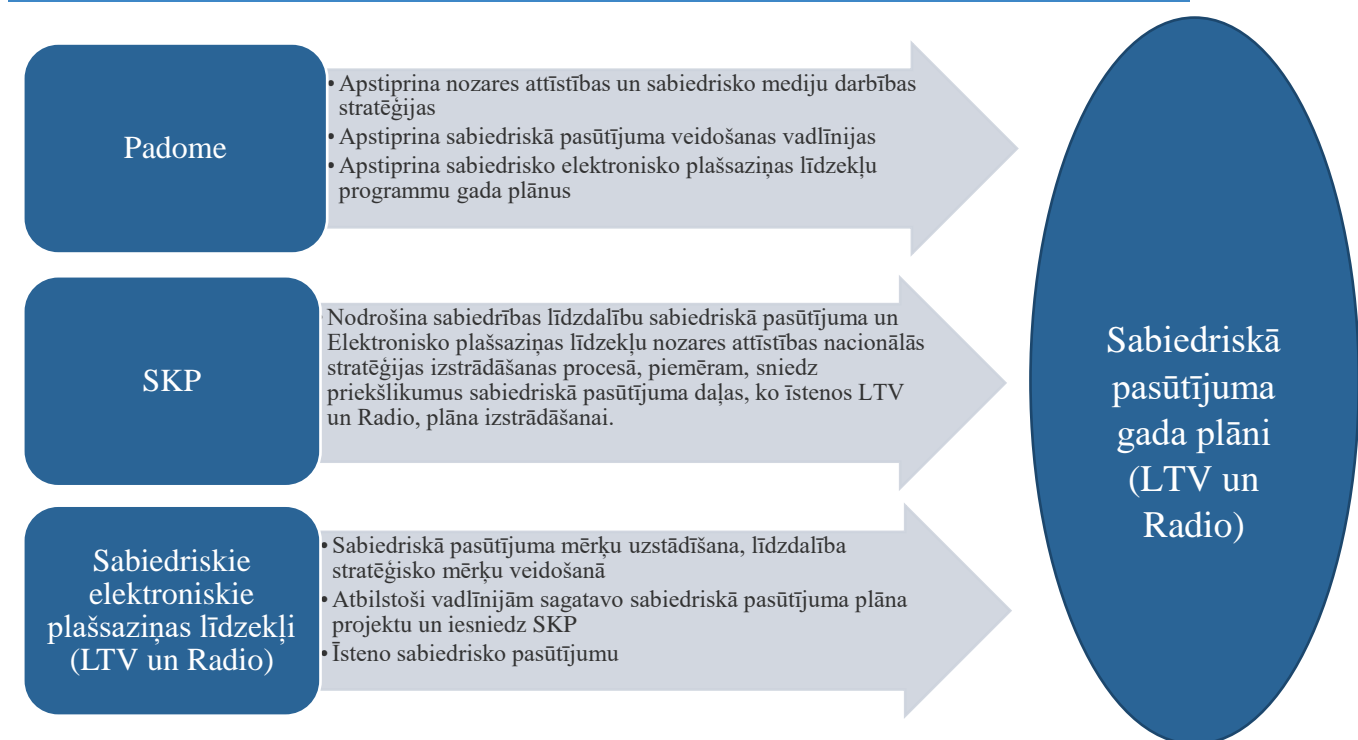 Padome
• Apstiprina nozares attīstības un sabiedrisko mediju darbības
stratēģijas
• Apstiprina sabiedriskā pasūtījuma veidošanas vadlīnijas
• Apstiprina sabiedrisko elektronisko plašsaziņas līdzekļu
programmu gada plānus
SKP
Nodrošina sabiedrības līdzdalību sabiedriskā pasūtījuma un
Elektronisko plašsaziņas līdzekļu nozares attīstības nacionālās
stratēģijas izstrādāšanas procesā, piemēram, sniedz
priekšlikumus sabiedriskā pasūtījuma daļas, ko īstenos LTV
un Radio, plāna izstrādāšanai.
Sabiedriskie
elektroniskie
plašsaziņas līdzekļi
(LTV un Radio)
• Sabiedriskā pasūtījuma mērķu uzstādīšana, līdzdalība
stratēģisko mērķu veidošanā
• Atbilstoši vadlīnijām sagatavo sabiedriskā pasūtījuma plāna
projektu un iesniedz SKP
• Īsteno sabiedrisko pasūtījumu
Sabiedriskā
pasūtījuma
gada plāni
(LTV un
Radio)